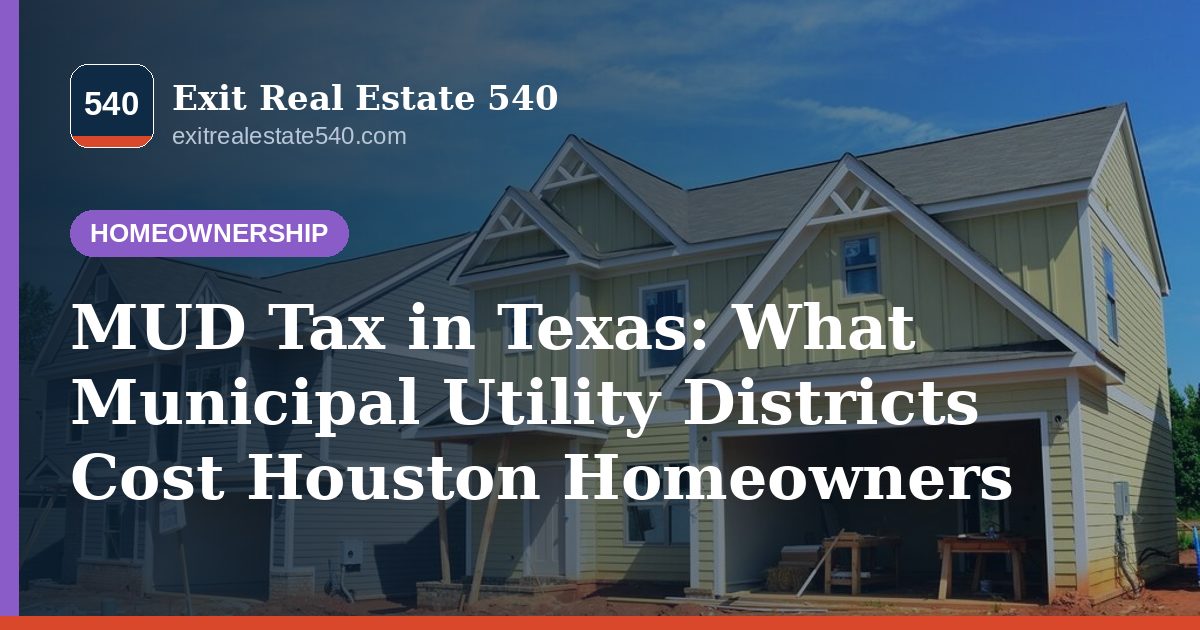 540
Exit Real Estate 540
exitrealestate540.com
HOMEOWNERSHIP
MUD Tax in Texas: What
Municipal Utility Districts
Cost Houston Homeowners